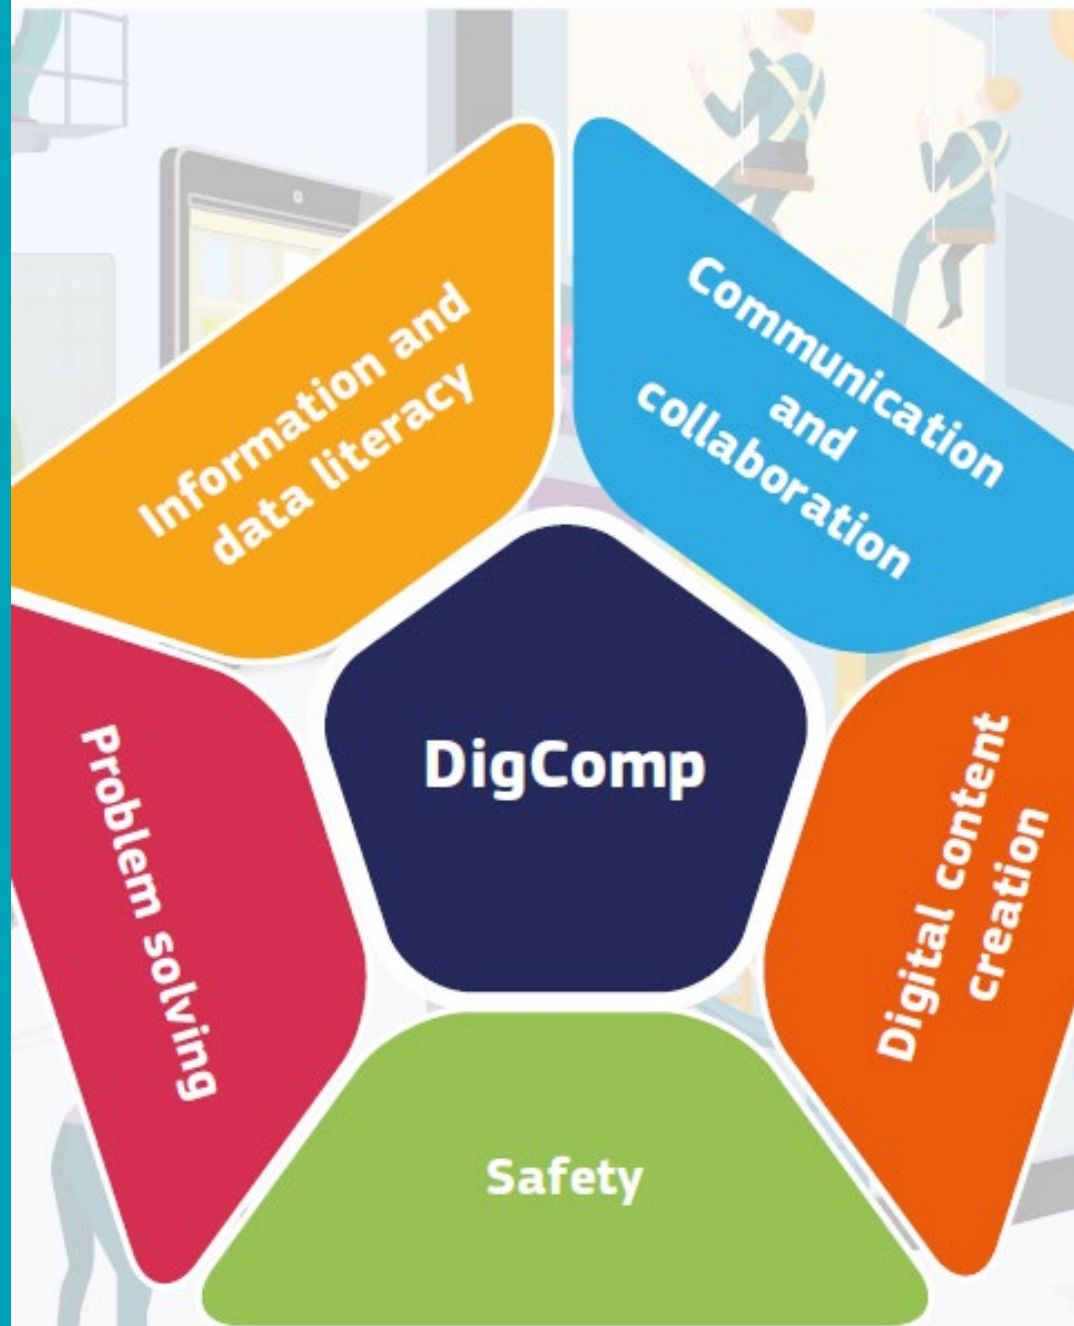 Information and
data literacy
Communication
and
collaboration
DigComp
Problem solving
Digital content
creation
Safety